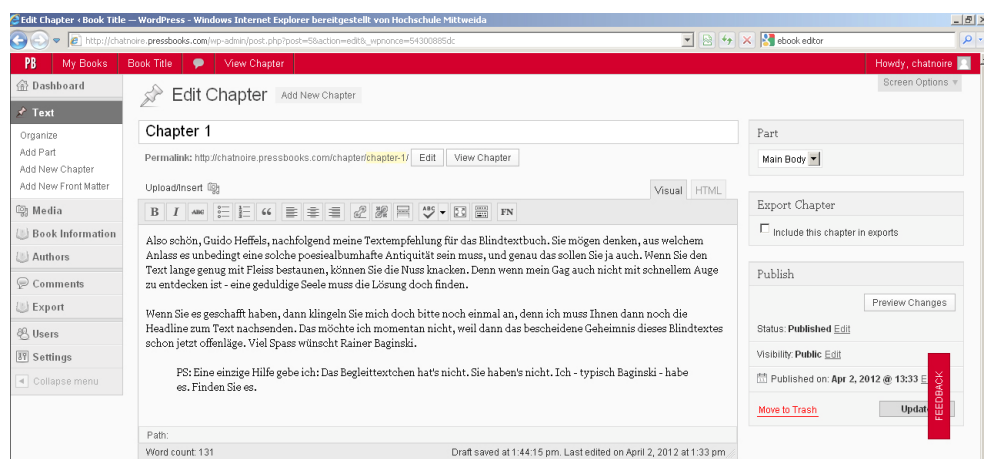 Edit Chapter ‹ Book Title — WordPress - Windows Internet Explorer bereitgestellt von Hochschule Mittweida
http://chatnoire.pressbooks.com/wp-admin/post.php?post=5&action=edit&_wpnonce=54300885dc
ebook editor
PB My Books Book Title View Chapter Howdy, chatnoire
Screen Options
Dashboard
Text
Organize
Add Part
Add New Chapter
Add New Front Matter
Media
Book Information
Authors
Comments
Export
Users
Settings
Collapse menu
Edit Chapter Add New Chapter
Chapter 1
Permalink: http://chatnoire.pressbooks.com/chapter/chapter-1/ Edit View Chapter
Upload/Insert Visual HTML
B I ABC ABC FN
Also schön, Guido Heffels, nachfolgend meine Textempfehlung für das Blindtextbuch. Sie mögen denken, aus welchem
Anlass es unbedingt eine solche poesiealbumhafte Antiquität sein muss, und genau das sollen Sie ja auch. Wenn Sie den
Text lange genug mit Fleiss bestaunen, können Sie die Nuss knacken. Denn wenn mein Gag auch nicht mit schnellem Auge
zu entdecken ist - eine geduldige Seele muss die Lösung doch finden.
Wenn Sie es geschafft haben, dann klingeln Sie mich doch bitte noch einmal an, denn ich muss Ihnen dann noch die
Headline zum Text nachsenden. Das möchte ich momentan nicht, weil dann das bescheidene Geheimnis dieses Blindtextes
schon jetzt offenläge. Viel Spass wünscht Rainer Baginski.
PS: Eine einzige Hilfe gebe ich: Das Begleittextchen hat's nicht. Sie haben's nicht. Ich - typisch Baginski - habe
es. Finden Sie es.
Path:
Word count: 131 Draft saved at 1:44:15 pm. Last edited on April 2, 2012 at 1:33 pm
Part
Main Body
Export Chapter
Include this chapter in exports
Publish
Preview Changes
Status: Published Edit
Visibility: Public Edit
Published on: Apr 2, 2012 @ 13:33 E
Move to Trash Updat
FEEDBACK